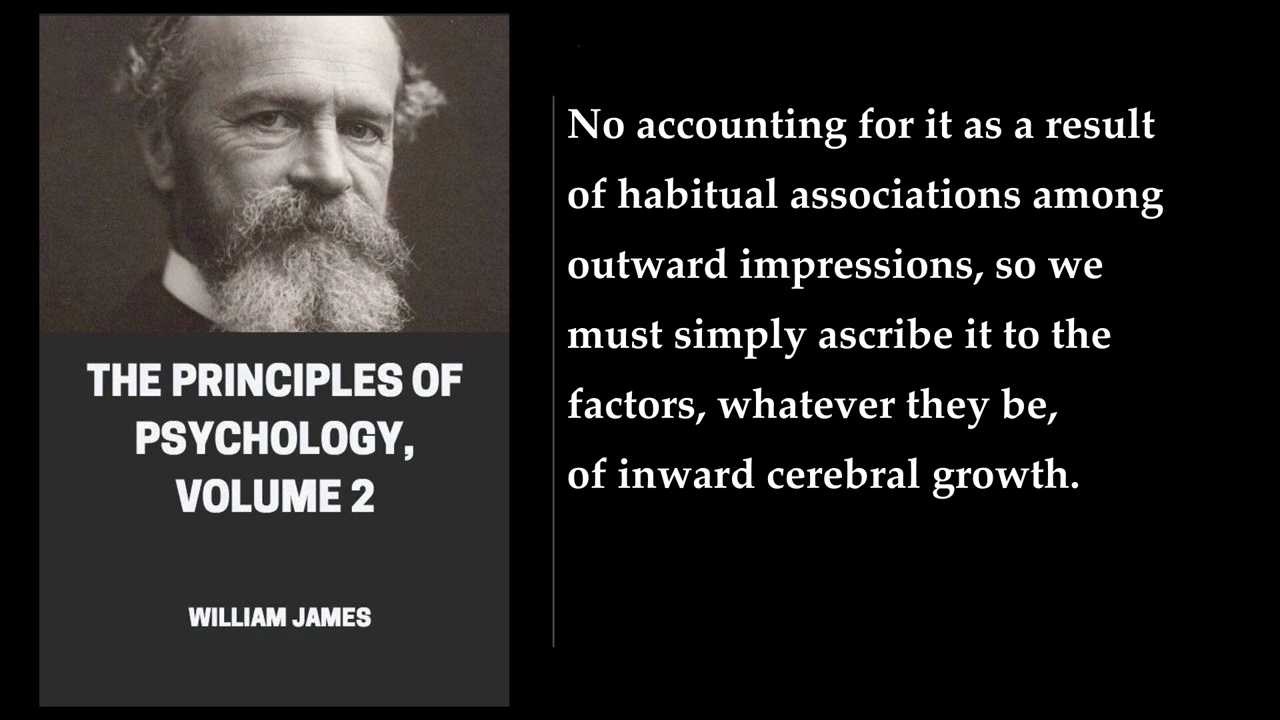 THE PRINCIPLES OF
PSYCHOLOGY,
VOLUME 2
WILLIAM JAMES
No accounting for it as a result
of habitual associations among
outward impressions, so we
must simply ascribe it to the
factors, whatever they be,
of inward cerebral growth.